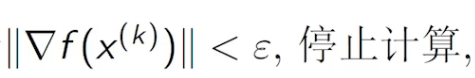 ‖∇f(x^{(k)})‖ < ε, 停止计算,